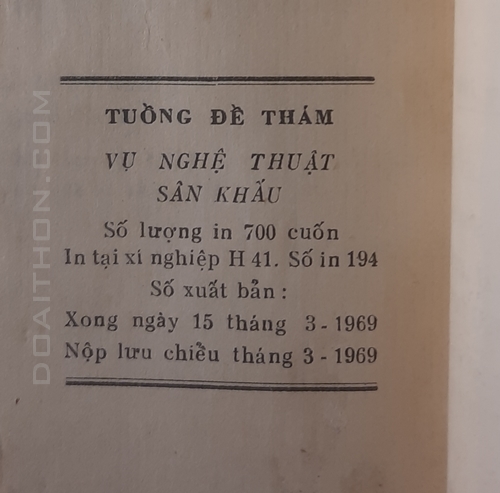 TUỒNG ĐỀ THÁM
VỤ NGHỆ THUẬT
SÂN KHẤU
Số lượng in 700 cuốn
In tại xí nghiệp H 41. Số in 194
Số xuất bản :
Xong ngày 15 tháng 3 - 1969
Nộp lưu chiểu tháng 3 - 1969
DOAITHON.COM